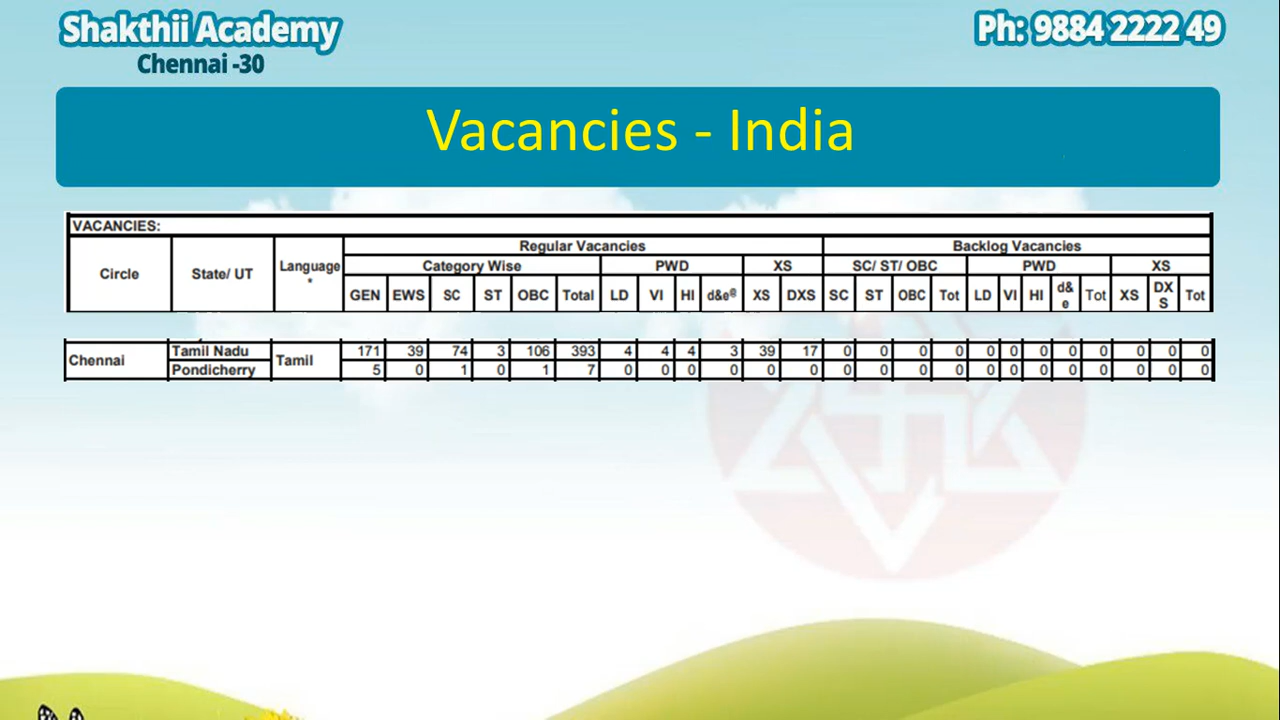 Shakthii Academy
Ph: 9884 2222 49
Chennai -30
Vacancies - India
VACANCIES:
Circle State/ UT Language * Regular Vacancies Backlog Vacancies
Category Wise PWD XS SC/ ST/ OBC PWD XS
GEN EWS SC ST OBC Total LD VI HI d&e@ XS DXS SC ST OBC Tot LD VI HI d&e Tot XS DXS Tot
Chennai Tamil Nadu Tamil 171 39 74 3 106 393 4 4 4 3 39 17 0 0 0 0 0 0 0 0 0 0 0 0
Pondicherry 5 0 1 0 1 7 0 0 0 0 0 0 0 0 0 0 0 0 0 0 0 0 0 0